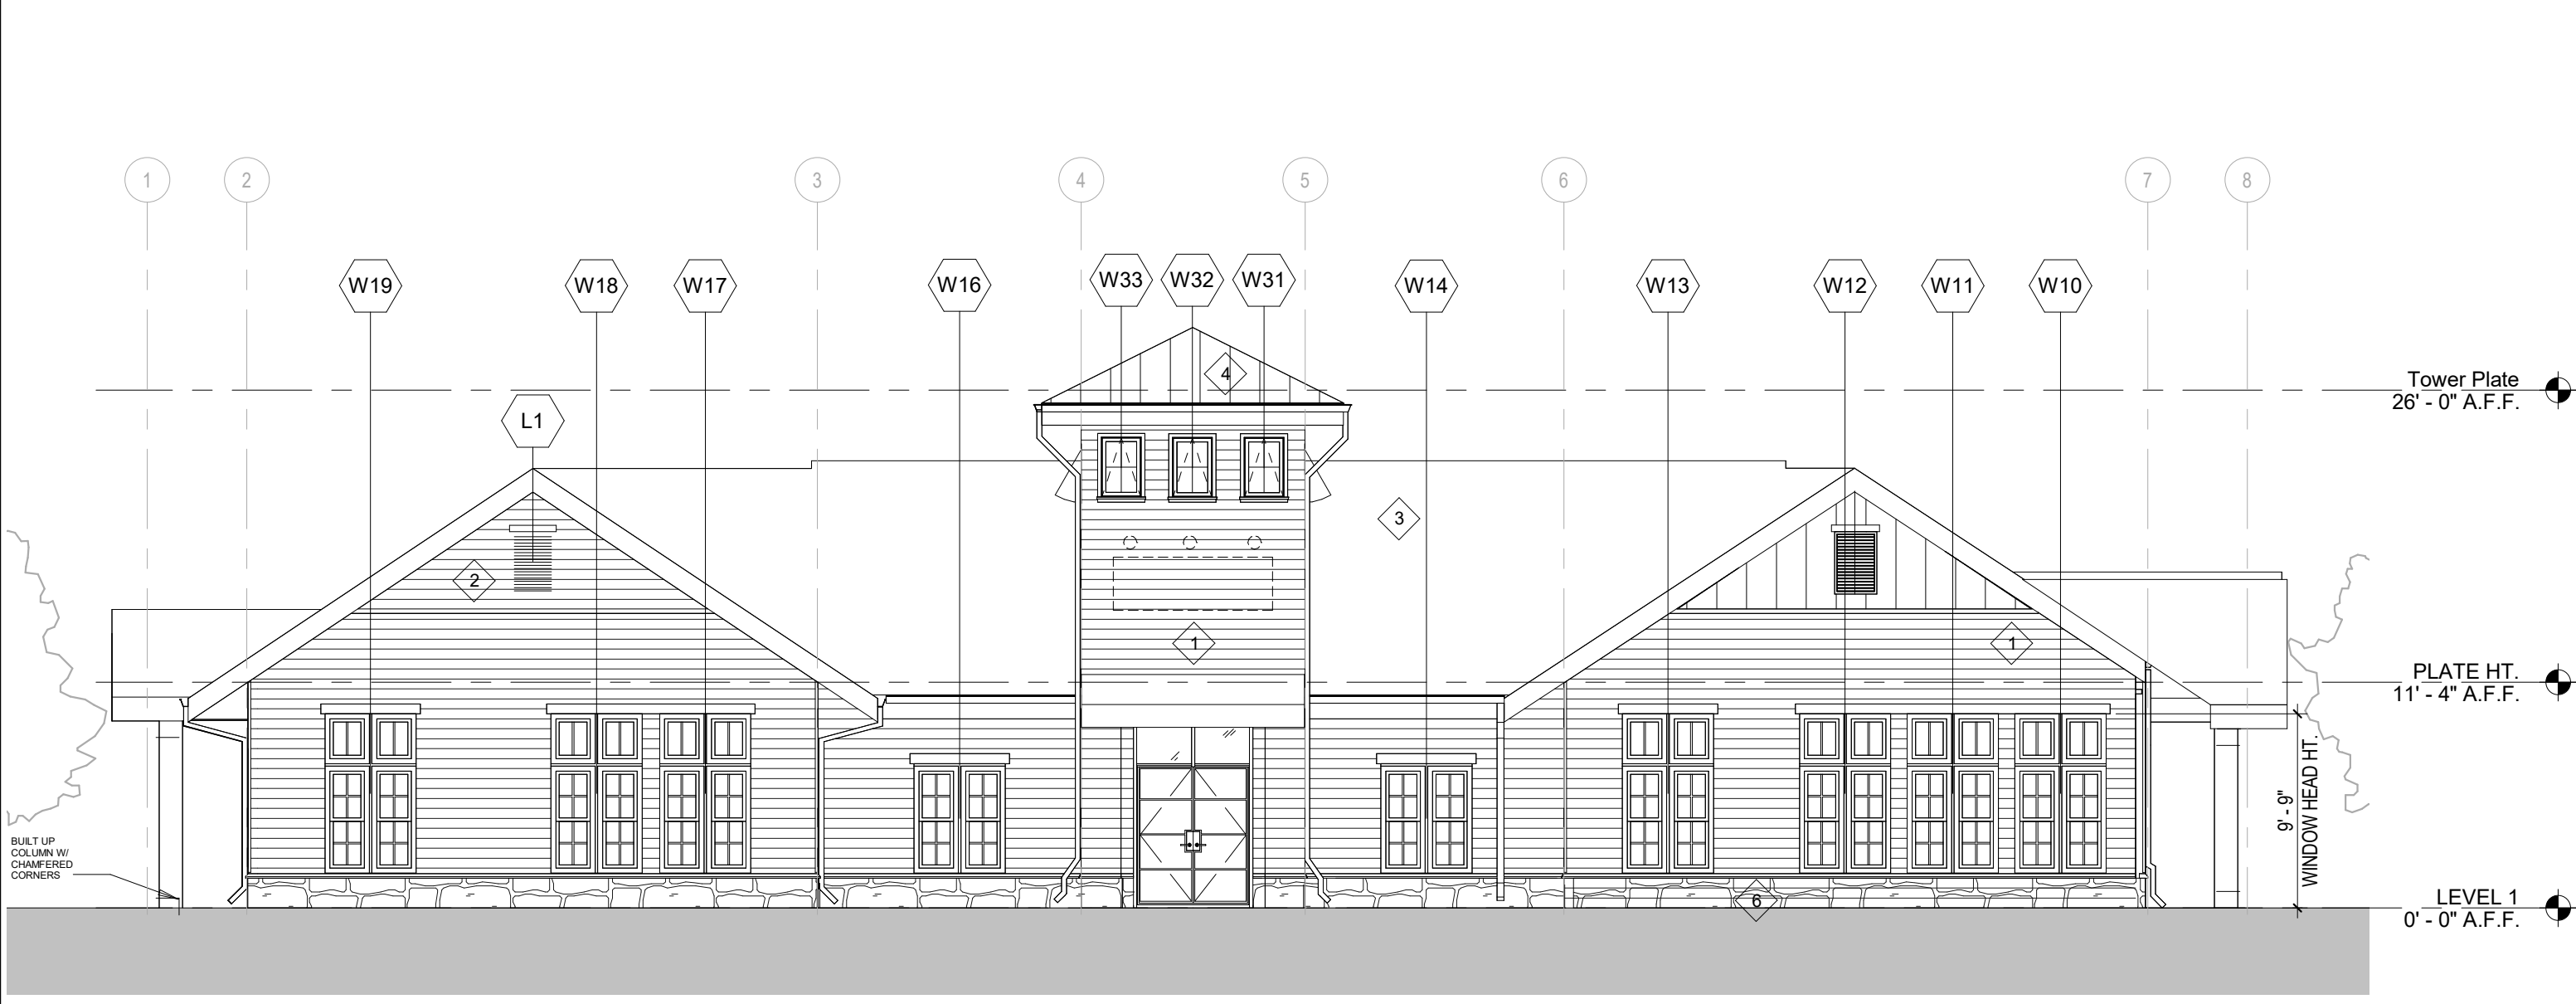 1
2
3
4
5
6
7
8
W19
W18
W17
W16
W33
W32
W31
W14
W13
W12
W11
W10
4
Tower Plate
26' - 0" A.F.F.
L1
3
2
1
1
PLATE HT.
11' - 4" A.F.F.
9' - 9"
WINDOW HEAD HT.
BUILT UP
COLUMN W/
CHAMFERED
CORNERS
6
LEVEL 1
0' - 0" A.F.F.